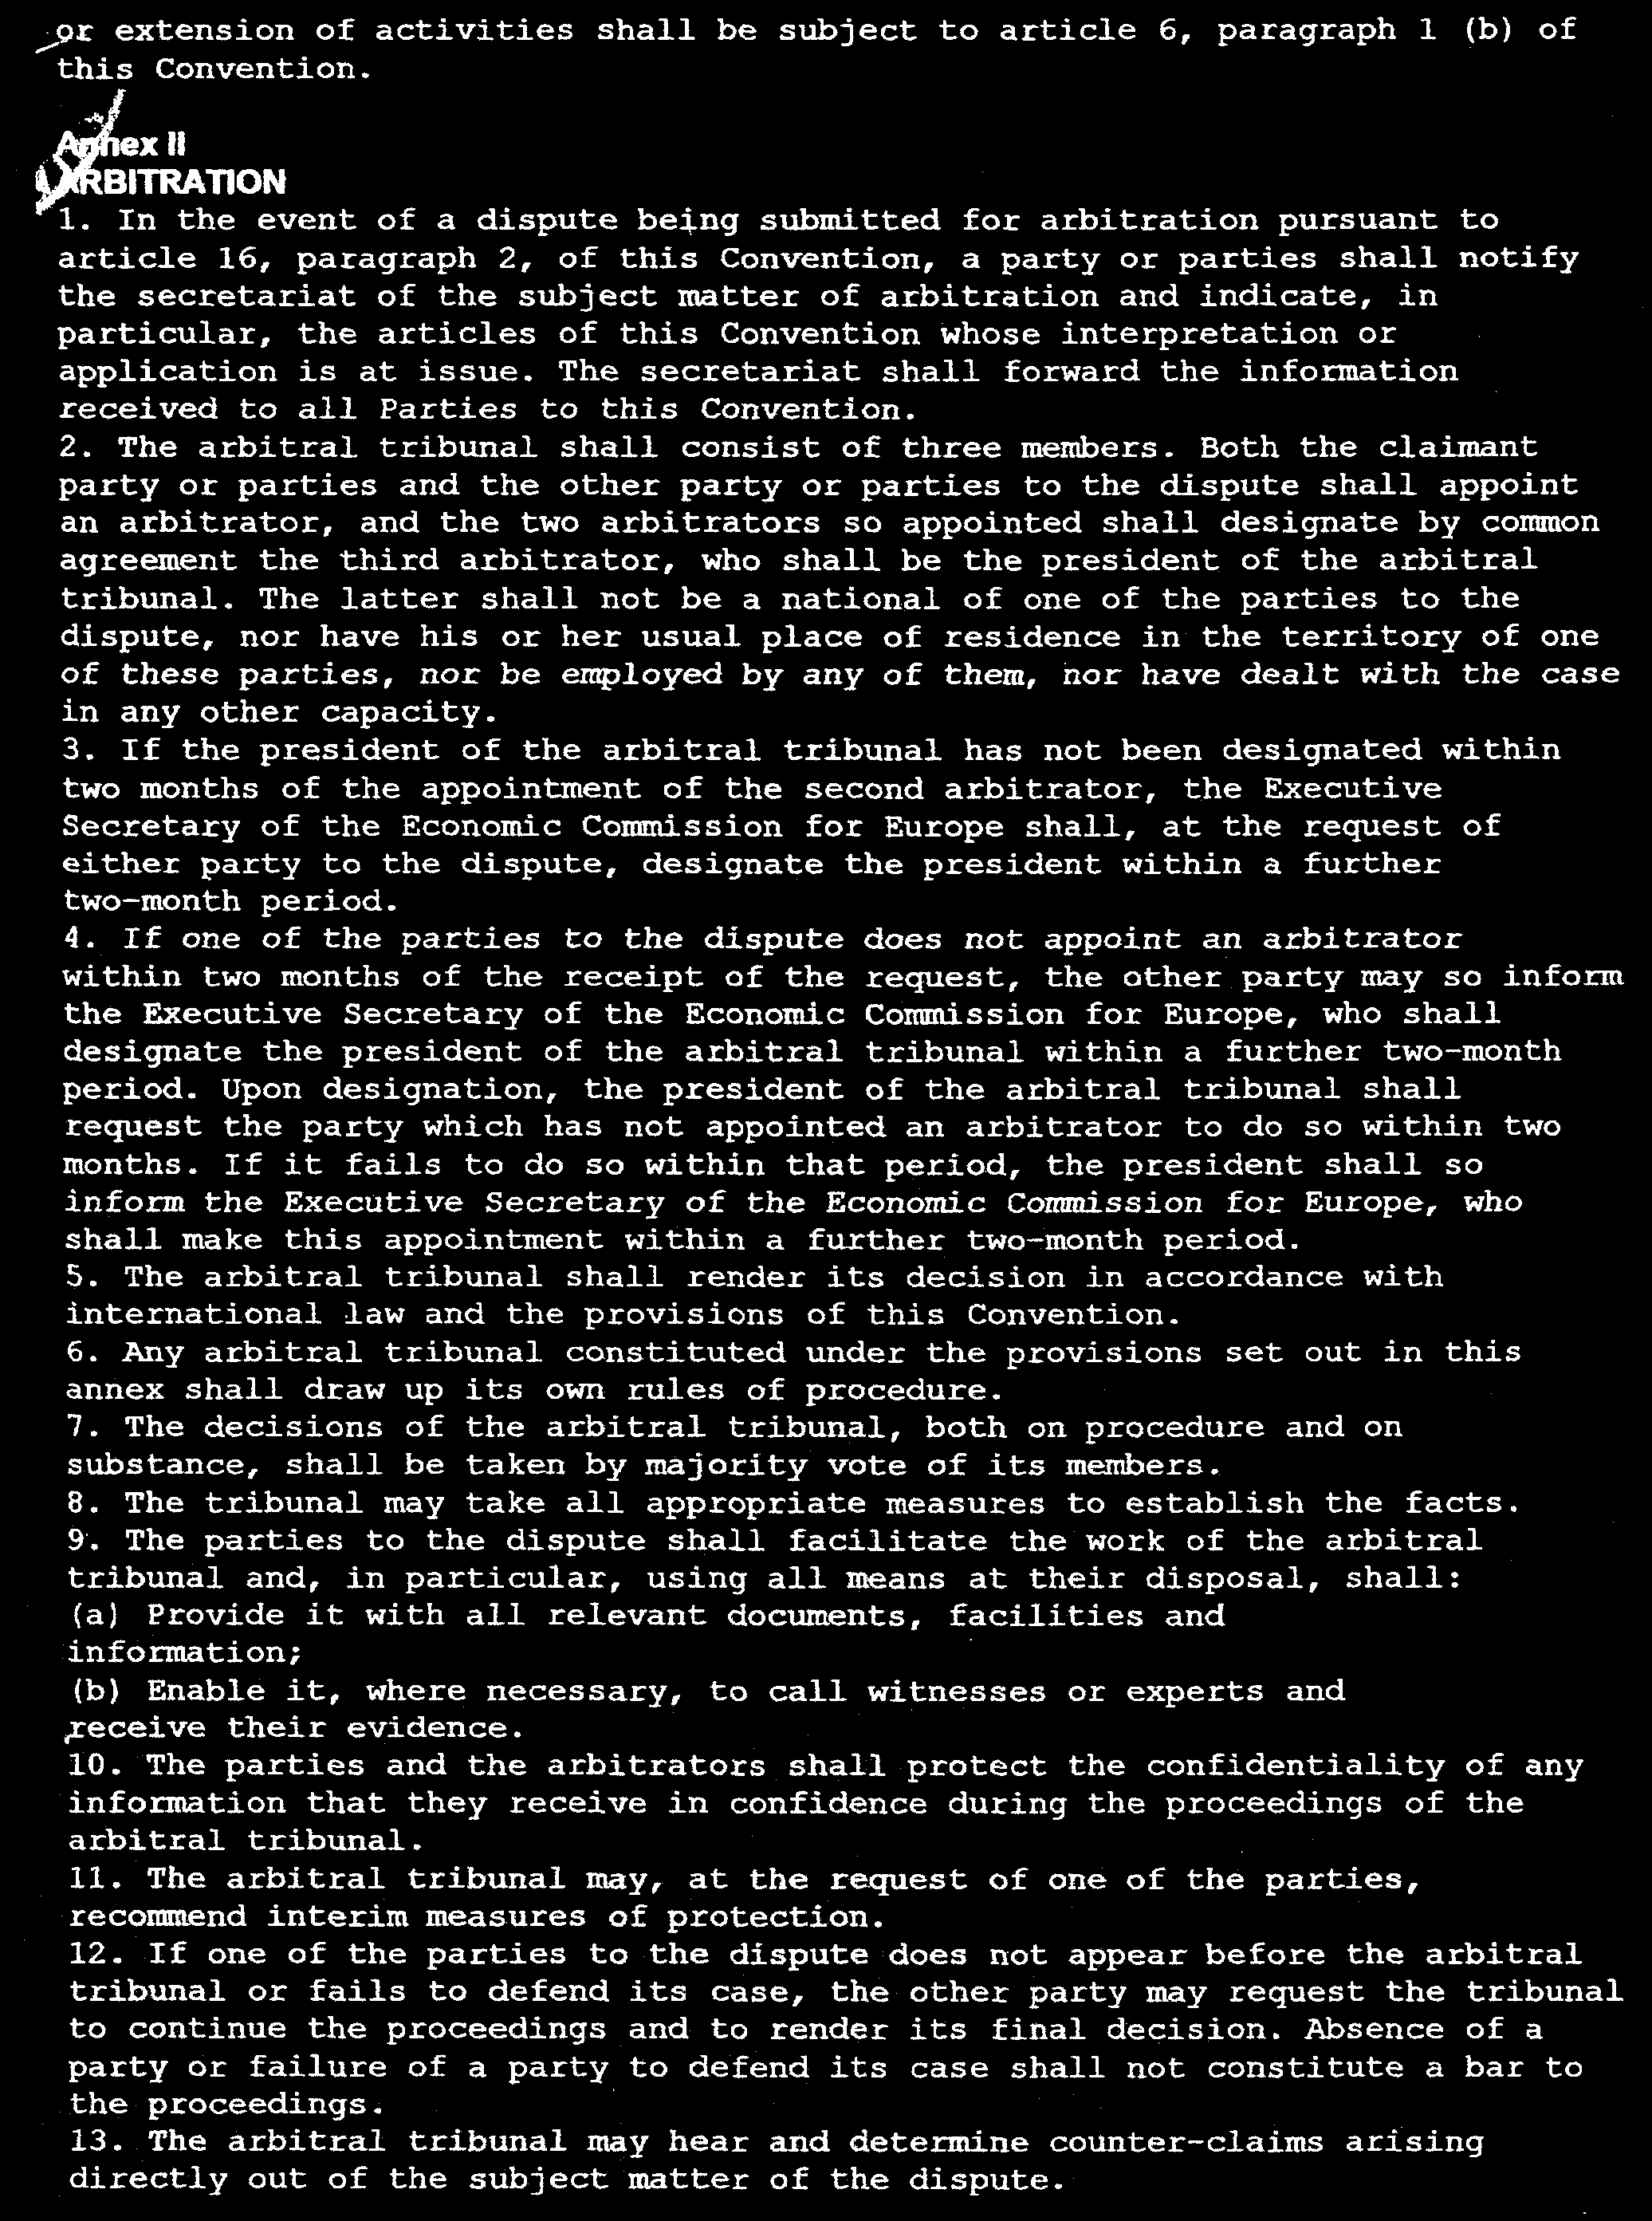 or extension of activities shall be subject to article 6, paragraph 1 (b) of
this Convention.
Annex II
ARBITRATION
1. In the event of a dispute being submitted for arbitration pursuant to
article 16, paragraph 2, of this Convention, a party or parties shall notify
the secretariat of the subject matter of arbitration and indicate, in
particular, the articles of this Convention whose interpretation or
application is at issue. The secretariat shall forward the information
received to all Parties to this Convention.
2. The arbitral tribunal shall consist of three members. Both the claimant
party or parties and the other party or parties to the dispute shall appoint
an arbitrator, and the two arbitrators so appointed shall designate by common
agreement the third arbitrator, who shall be the president of the arbitral
tribunal. The latter shall not be a national of one of the parties to the
dispute, nor have his or her usual place of residence in the territory of one
of these parties, nor be employed by any of them, nor have dealt with the case
in any other capacity.
3. If the president of the arbitral tribunal has not been designated within
two months of the appointment of the second arbitrator, the Executive
Secretary of the Economic Commission for Europe shall, at the request of
either party to the dispute, designate the president within a further
two-month period.
4. If one of the parties to the dispute does not appoint an arbitrator
within two months of the receipt of the request, the other party may so inform
the Executive Secretary of the Economic Commission for Europe, who shall
designate the president of the arbitral tribunal within a further two-month
period. Upon designation, the president of the arbitral tribunal shall
request the party which has not appointed an arbitrator to do so within two
months. If it fails to do so within that period, the president shall so
inform the Executive Secretary of the Economic Commission for Europe, who
shall make this appointment within a further two-month period.
5. The arbitral tribunal shall render its decision in accordance with
international law and the provisions of this Convention.
6. Any arbitral tribunal constituted under the provisions set out in this
annex shall draw up its own rules of procedure.
7. The decisions of the arbitral tribunal, both on procedure and on
substance, shall be taken by majority vote of its members.
8. The tribunal may take all appropriate measures to establish the facts.
9. The parties to the dispute shall facilitate the work of the arbitral
tribunal and, in particular, using all means at their disposal, shall:
(a) Provide it with all relevant documents, facilities and
information;
(b) Enable it, where necessary, to call witnesses or experts and
receive their evidence.
10. The parties and the arbitrators shall protect the confidentiality of any
information that they receive in confidence during the proceedings of the
arbitral tribunal.
11. The arbitral tribunal may, at the request of one of the parties,
recommend interim measures of protection.
12. If one of the parties to the dispute does not appear before the arbitral
tribunal or fails to defend its case, the other party may request the tribunal
to continue the proceedings and to render its final decision. Absence of a
party or failure of a party to defend its case shall not constitute a bar to
the proceedings.
13. The arbitral tribunal may hear and determine counter-claims arising
directly out of the subject matter of the dispute.